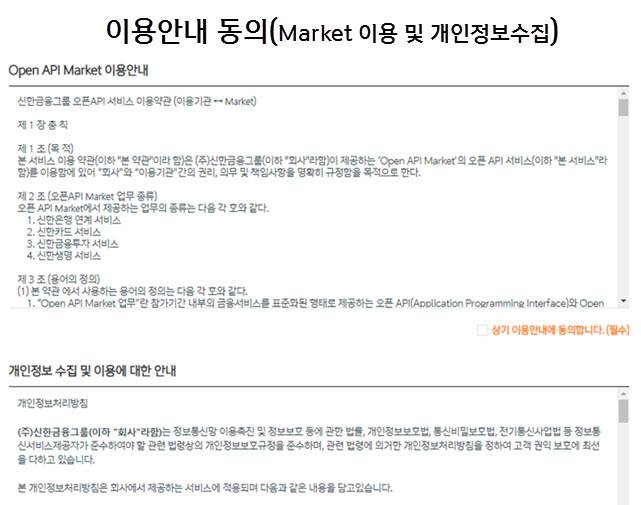 이용안내 동의(Market 이용 및 개인정보수집)
Open API Market 이용안내
신한금융그룹 오픈API 서비스 이용약관 (이용기관 ↔ Market)
제 1 장 총 칙
제 1 조 (목 적)
본 서비스 이용 약관(이하 "본 약관"이라 함)은 (주)신한금융그룹(이하 "회사"라함)이 제공하는 'Open API Market'의 오픈 API 서비스(이하 "본 서비스"라
함)를 이용함에 있어 "회사"와 "이용기관"간의 권리, 의무 및 책임사항을 명확히 규정함을 목적으로 한다.
제 2 조 (오픈API Market 업무 종류)
오픈 API Market에서 제공하는 업무의 종류는 다음 각 호와 같다.
1. 신한은행 연계 서비스
2. 신한카드 서비스
3. 신한금융투자 서비스
4. 신한생명 서비스
제 3 조 (용어의 정의)
(1) 본 약관 에서 사용하는 용어의 정의는 다음 각 호와 같다.
1. "Open API Market 업무"란 참가기간 내부의 금융서비스를 표준화된 형태로 제공하는 오픈 API(Application Programming Interface)와 Open
상기 이용안내에 동의합니다. (필수)
개인정보 수집 및 이용에 대한 안내
개인정보처리방침
(주)신한금융그룹(이하 "회사"라함)는 정보통신망 이용촉진 및 정보보호 등에 관한 법률, 개인정보보호법, 통신비밀보호법, 전기통신사업법 등 정보통
신서비스제공자가 준수하여야 할 관련 법령상의 개인정보보호규정을 준수하며, 관련 법령에 의거한 개인정보처리방침을 정하여 고객 권익 보호에 최선
을 다하고 있습니다.
본 개인정보처리방침은 회사에서 제공하는 서비스에 적용되며 다음과 같은 내용을 담고있습니다.